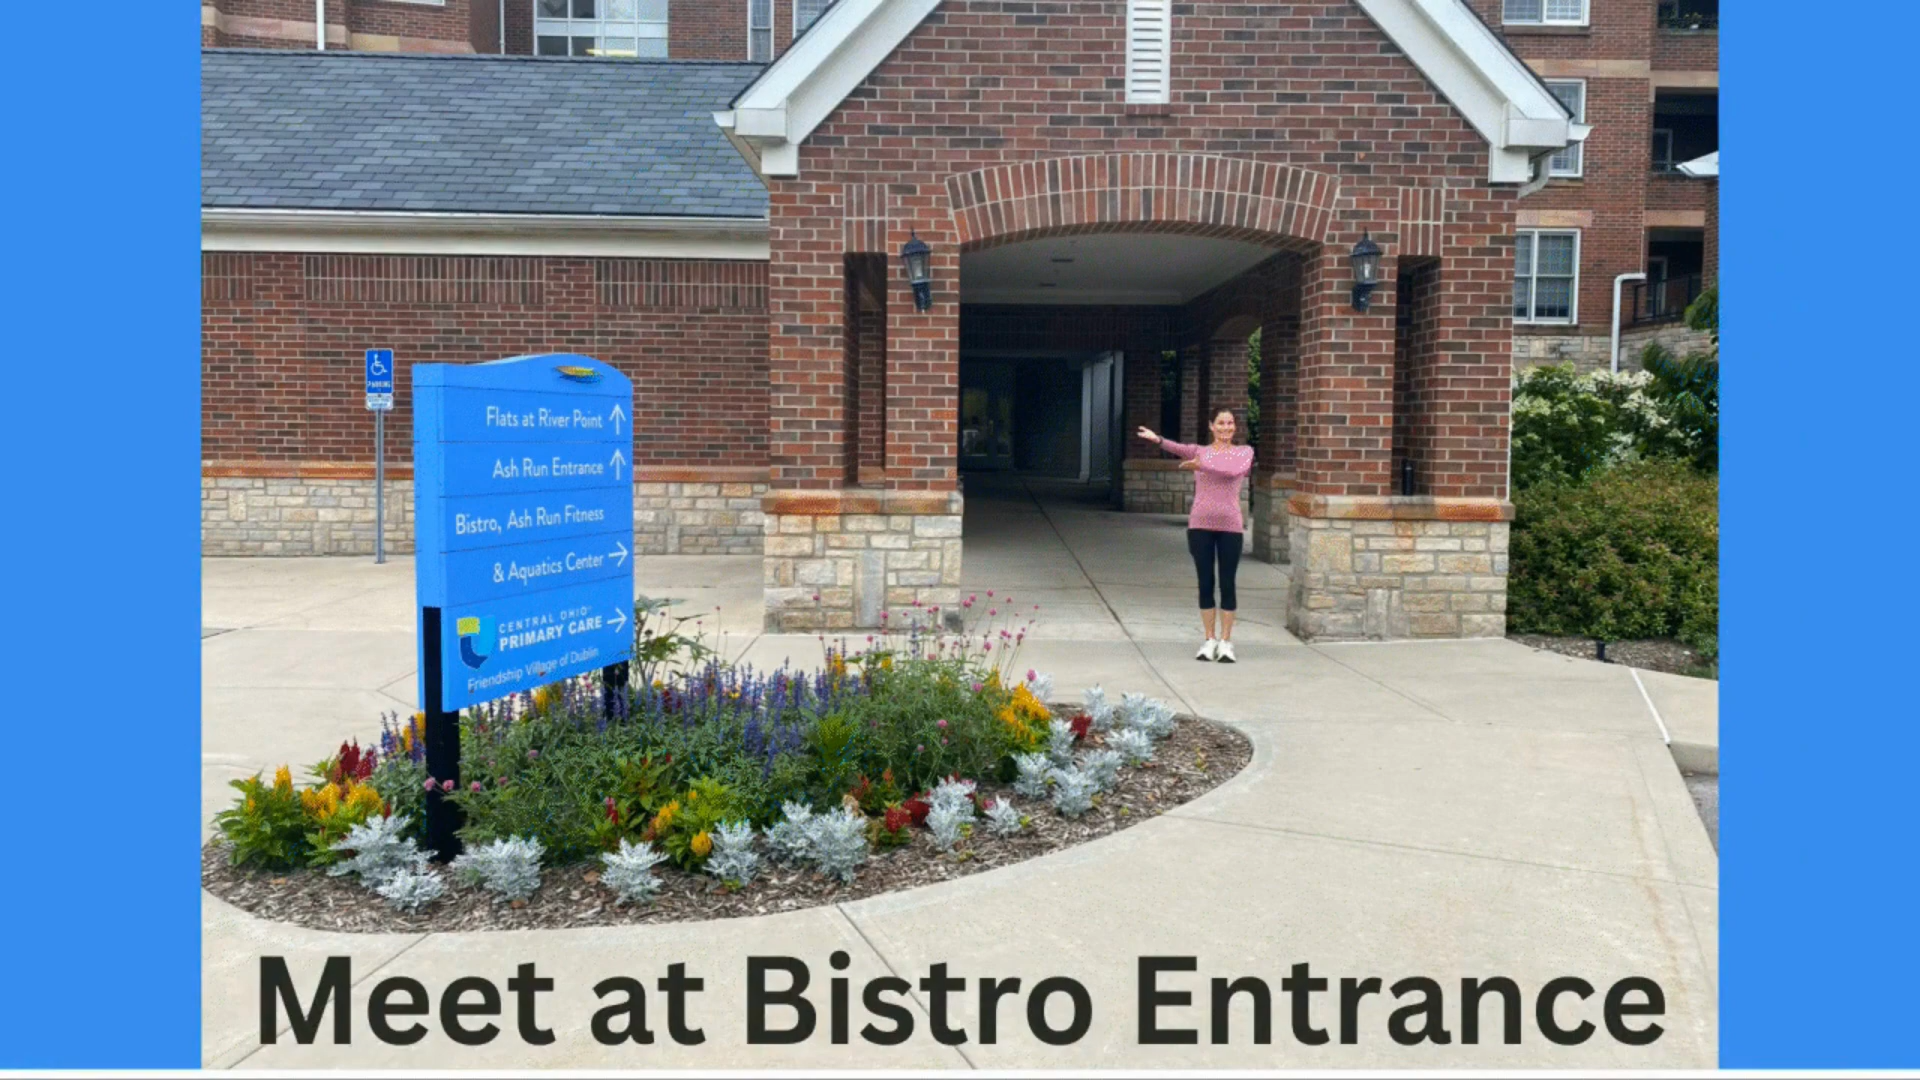 PARKING
Flats at River Point ↑
Ash Run Entrance ↑
Bistro, Ash Run Fitness
& Aquatics Center →
CENTRAL OHIO
PRIMARY CARE →
Friendship Village of Dublin
Meet at Bistro Entrance